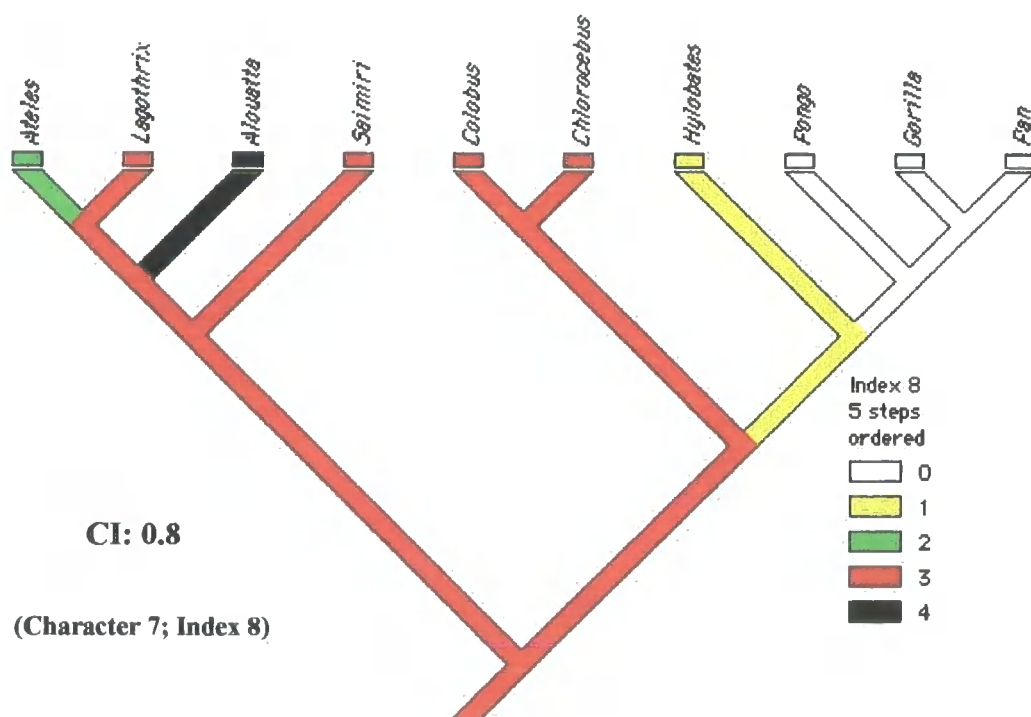 Ateles
Lagothrix
Alouatta
Saimiri
Colobus
Chlorocebus
Hylobates
Pongo
Gorilla
Pan
Index 8
5 steps
ordered
0
1
2
3
4
CI: 0.8
(Character 7; Index 8)